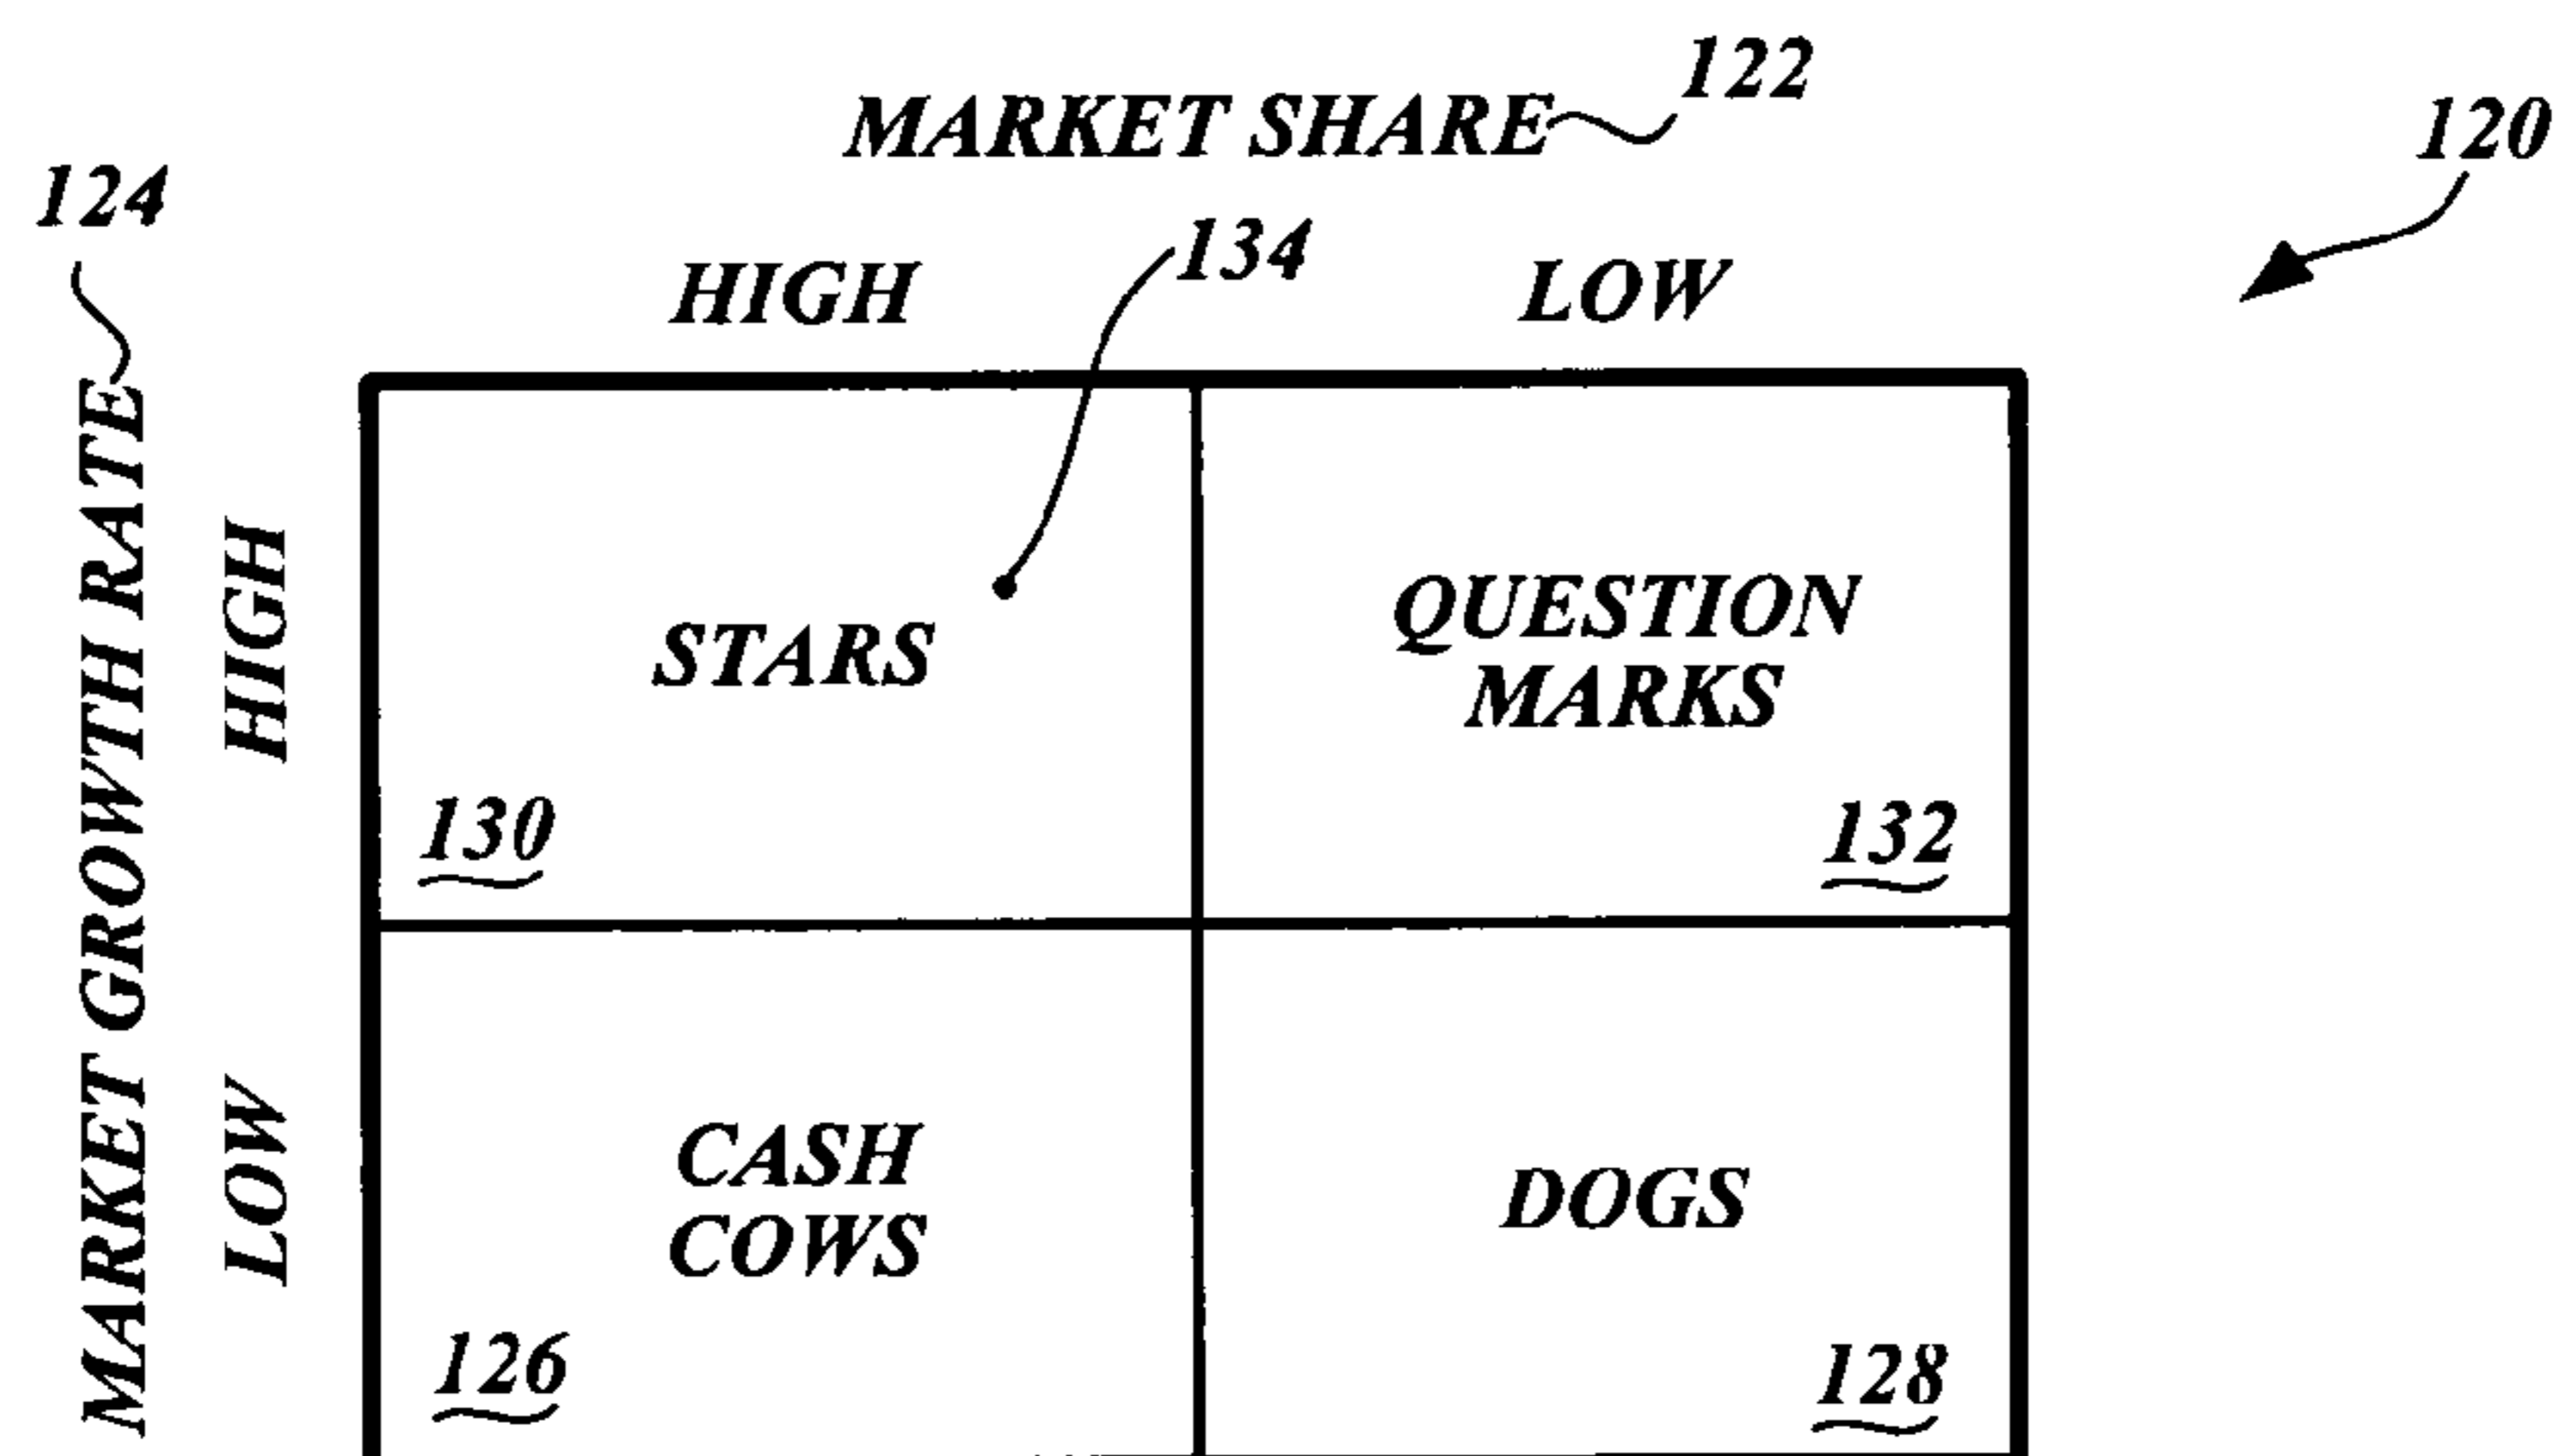 122
MARKET SHARE
120
124
134
HIGH
LOW
MARKET GROWTH RATE
HIGH
STARS
QUESTION
MARKS
130
132
LOW
CASH
COWS
DOGS
126
128